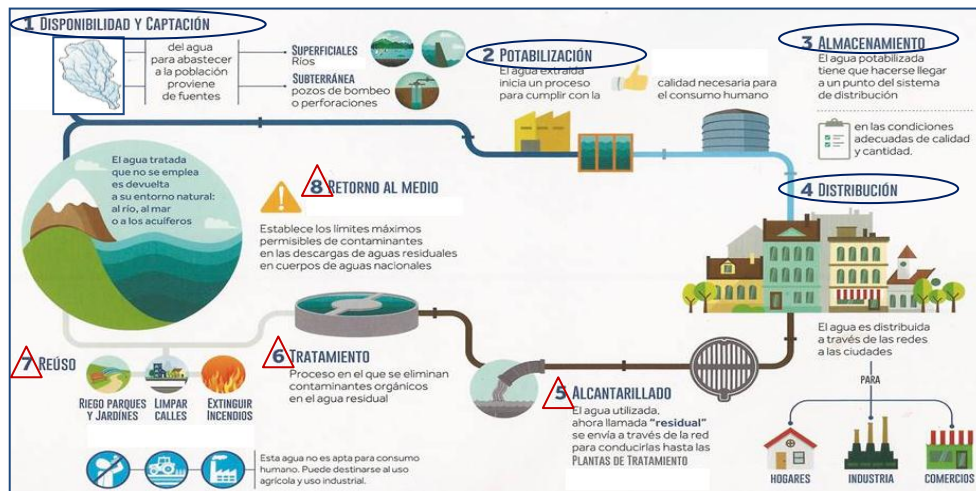 1 DISPONIBILIDAD Y CAPTACIÓN
del agua
para abastecer
a la población
proviene
de fuentes
SUPERFICIALES
Ríos
SUBTERRÁNEA
pozos de bombeo
o perforaciones
2 POTABILIZACIÓN
El agua extraída
inicia un proceso
para cumplir con la
calidad necesaria para
el consumo humano
3 ALMACENAMIENTO
El agua potabilizada
tiene que hacerse llegar
a un punto del sistema
de distribución
en las condiciones
adecuadas de calidad
y cantidad.
4 DISTRIBUCIÓN
El agua es distribuida
a través de las redes
a las ciudades
PARA
HOGARES
INDUSTRIA
COMERCIOS
5 ALCANTARILLADO
El agua utilizada,
ahora llamada "residual"
se envía a través de la red
para conducirlas hasta las
PLANTAS DE TRATAMIENTO
6 TRATAMIENTO
Proceso en el que se eliminan
contaminantes orgánicos
en el agua residual
7 REÚSO
RIEGO PARQUES
Y JARDÍNES
LIMPAR
CALLES
EXTINGUIR
INCENDIOS
Esta agua no es apta para consumo
humano. Puede destinarse al uso
agrícola y uso industrial.
8 RETORNO AL MEDIO
Establece los límites máximos
permisibles de contaminantes
en las descargas de aguas residuales
en cuerpos de aguas nacionales
El agua tratada
que no se emplea
es devuelta
a su entorno natural:
al río, al mar
o a los acuíferos